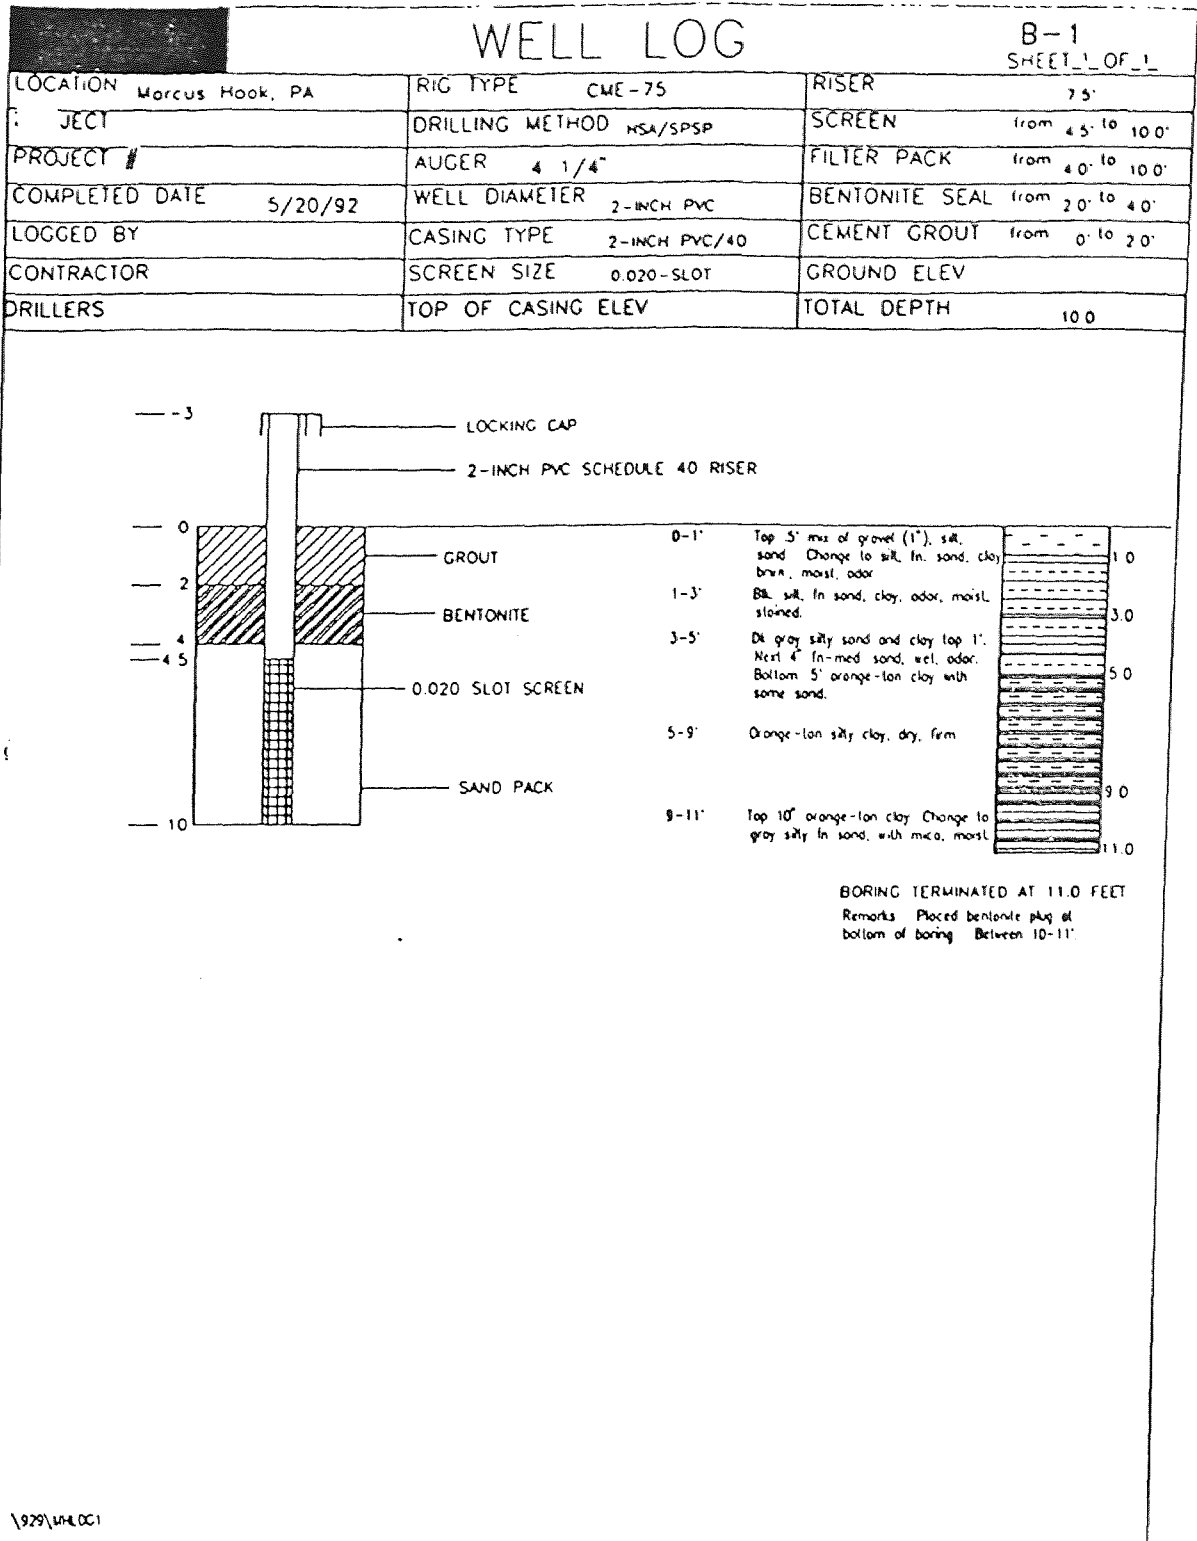 WELL LOG
B-1
SHEET 1 OF 1
LOCATION Marcus Hook, PA
RIG TYPE CME-75
RISER 7.5'
JECT
DRILLING METHOD HSA/SPSP
SCREEN from 4.5' to 10.0'
PROJECT #
AUGER 4 1/4"
FILTER PACK from 4.0' to 10.0'
COMPLETED DATE 5/20/92
WELL DIAMETER 2-INCH PVC
BENTONITE SEAL from 2.0' to 4.0'
LOGGED BY
CASING TYPE 2-INCH PVC/40
CEMENT GROUT from 0' to 2.0'
CONTRACTOR
SCREEN SIZE 0.020-SLOT
GROUND ELEV
DRILLERS
TOP OF CASING ELEV
TOTAL DEPTH 10.0
-3
LOCKING CAP
2-INCH PVC SCHEDULE 40 RISER
0
GROUT
2
BENTONITE
4
4.5
0.020 SLOT SCREEN
SAND PACK
10
0-1' Top .5' mix of gravel (1"), silt,
sand Change to silt, fn. sand, clay
brwn, moist, odor
1.0
1-3' Blk. silt, fn sand, clay, odor, moist,
stained.
3.0
3-5' Dk gray silty sand and clay top 1'.
Next 4" fn-med sand, wet, odor.
Bottom .5' orange-tan clay with
some sand.
5.0
5-9' Orange-tan silty clay, dry, firm
9.0
9-11' Top 10" orange-tan clay Change to
gray silty fn sand, with mica, moist.
11.0
BORING TERMINATED AT 11.0 FEET
Remarks Placed bentonite plug at
bottom of boring Between 10-11'.